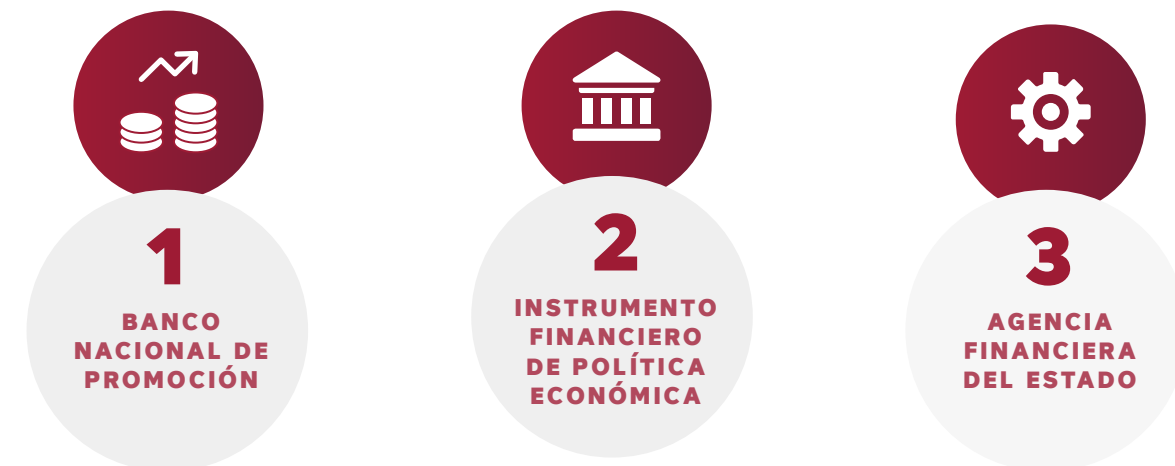 1
BANCO
NACIONAL DE
PROMOCIÓN
2
INSTRUMENTO
FINANCIERO
DE POLÍTICA
ECONÓMICA
3
AGENCIA
FINANCIERA
DEL ESTADO